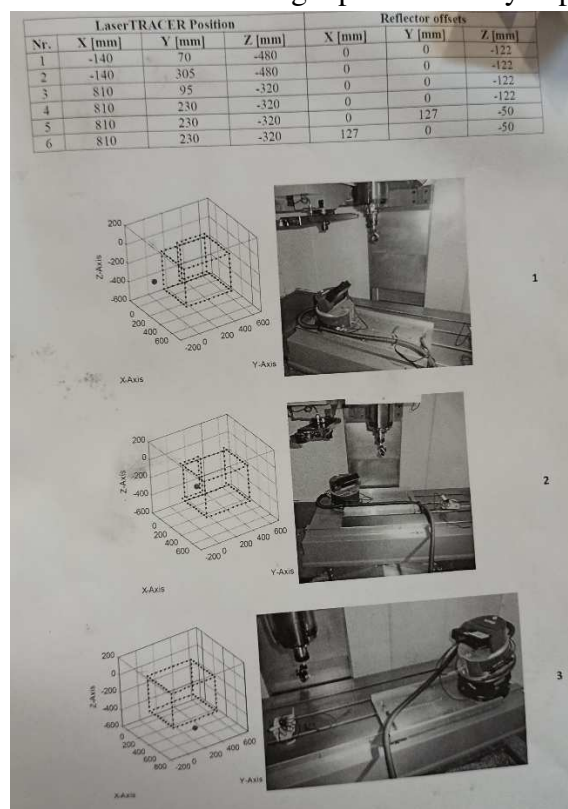 LaserTRACER Position Reflector offsets
Nr. X [mm] Y [mm] Z [mm] X [mm] Y [mm] Z [mm]
1 -140 70 -480 0 0 -122
2 -140 305 -480 0 0 -122
3 810 95 -320 0 0 -122
4 810 230 -320 0 0 -122
5 810 230 -320 0 127 -50
6 810 230 -320 127 0 -50
200
0
-200
-400
-600
Z-Axis
0
200
400
600
-200 0 200 400 600
X-Axis
Y-Axis
1
200
0
-200
-400
-600
Z-Axis
0
200
400
600
-200 0 200 400 600
X-Axis
Y-Axis
2
200
0
-200
-400
-600
Z-Axis
0
200
400
600
-200 0 200 400 600
X-Axis
Y-Axis
3